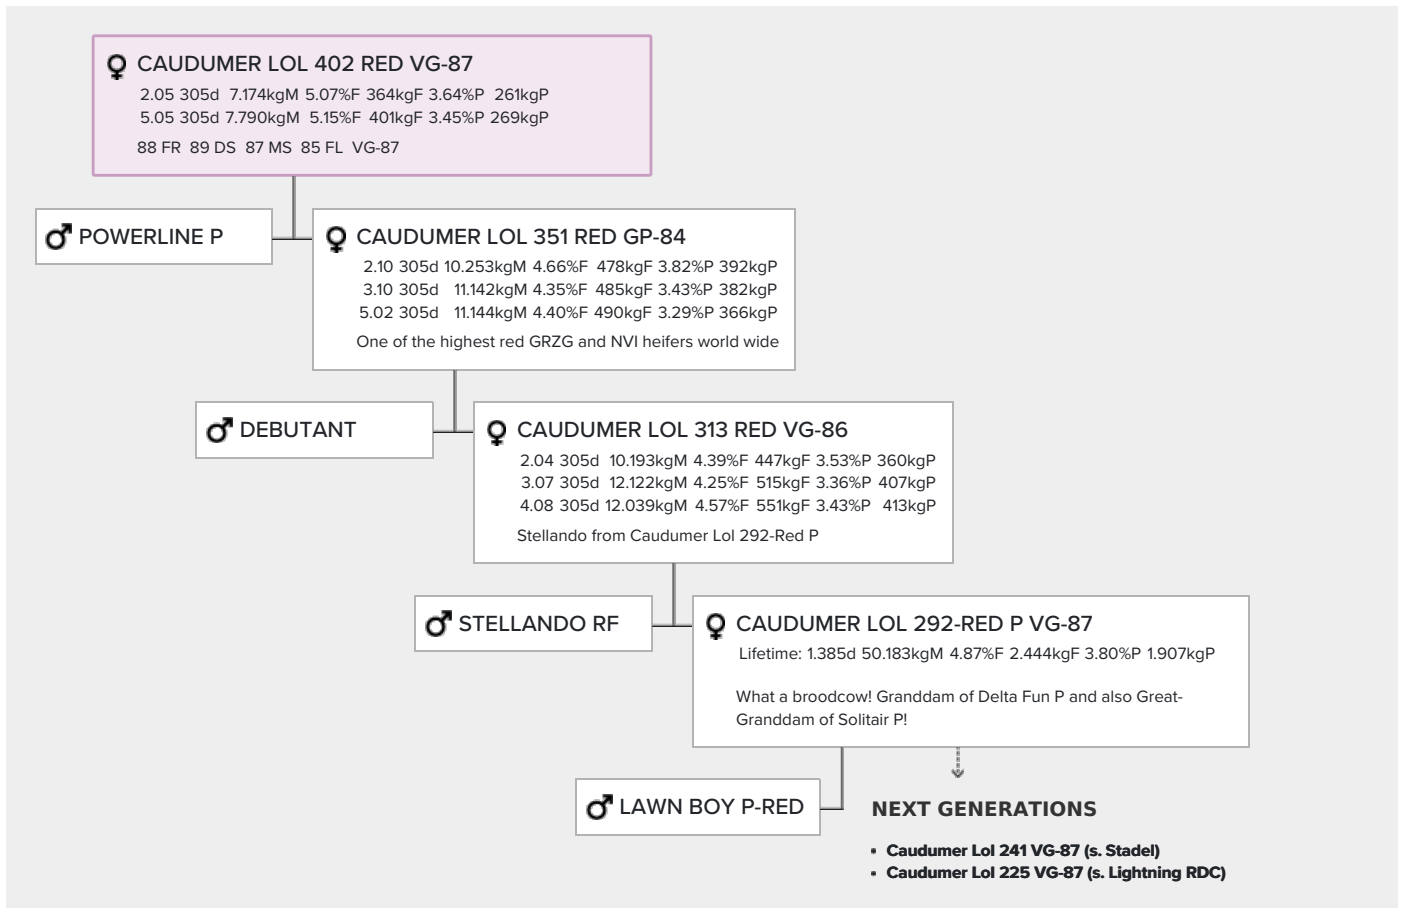 CAUDUMER LOL 402 RED VG-87
2.05 305d 7.174kgM 5.07%F 364kgF 3.64%P 261kgP
5.05 305d 7.790kgM 5.15%F 401kgF 3.45%P 269kgP
88 FR 89 DS 87 MS 85 FL VG-87
POWERLINE P
CAUDUMER LOL 351 RED GP-84
2.10 305d 10.253kgM 4.66%F 478kgF 3.82%P 392kgP
3.10 305d 11.142kgM 4.35%F 485kgF 3.43%P 382kgP
5.02 305d 11.144kgM 4.40%F 490kgF 3.29%P 366kgP
One of the highest red GRZG and NVI heifers world wide
DEBUTANT
CAUDUMER LOL 313 RED VG-86
2.04 305d 10.193kgM 4.39%F 447kgF 3.53%P 360kgP
3.07 305d 12.122kgM 4.25%F 515kgF 3.36%P 407kgP
4.08 305d 12.039kgM 4.57%F 551kgF 3.43%P 413kgP
Stellando from Caudumer Lol 292-Red P
STELLANDO RF
CAUDUMER LOL 292-RED P VG-87
Lifetime: 1.385d 50.183kgM 4.87%F 2.444kgF 3.80%P 1.907kgP
What a broodcow! Granddam of Delta Fun P and also Great-
Granddam of Solitair P!
LAWN BOY P-RED
NEXT GENERATIONS
• Caudumer Lol 241 VG-87 (s. Stadel)
• Caudumer Lol 225 VG-87 (s. Lightning RDC)